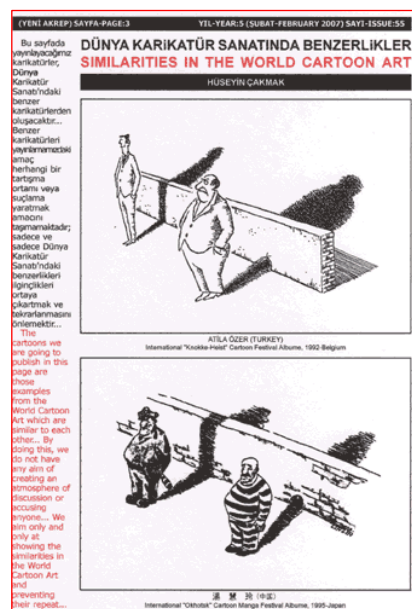 (YENİ AKREP) SAYFA-PAGE:3 YIL-YEAR:5 (ŞUBAT-FEBRUARY 2007) SAYI-ISSUE:55
DÜNYA KARİKATÜR SANATINDA BENZERLİKLER
SIMILARITIES IN THE WORLD CARTOON ART
HÜSEYİN ÇAKMAK
Bu sayfada
yayınlayacağımız
karikatürler,
Dünya
Karikatür
Sanatı'ndaki
benzer
karikatürlerden
oluşacaktır...
Benzer
karikatürleri
yayınlamamızdaki
amaç
herhangi bir
tartışma
ortamı veya
suçlama
yaratmak
amacını
taşımamaktadır;
sadece ve
sadece Dünya
Karikatür
Sanatı'ndaki
benzerlikleri
ilginçlikleri
ortaya
çıkartmak ve
tekrarlanmasını
önlemektir...
The
cartoons we
are going to
publish in this
page are
those
examples
from the
World Cartoon
Art which are
similar to each
other... By
doing this, we
do not have
any aim of
creating an
atmosphere of
discussion or
accusing
anyone... We
aim only and
only at
showing the
similarities in
the World
Cartoon Art
and
preventing
their repeat...
ATİLA ÖZER (TURKEY)
International "Knokke-Heist" Cartoon Festival Albume, 1992-Belgium
湯 慧 玲 (中国)
International "Okhotsk" Cartoon Manga Festival Albume, 1995-Japan